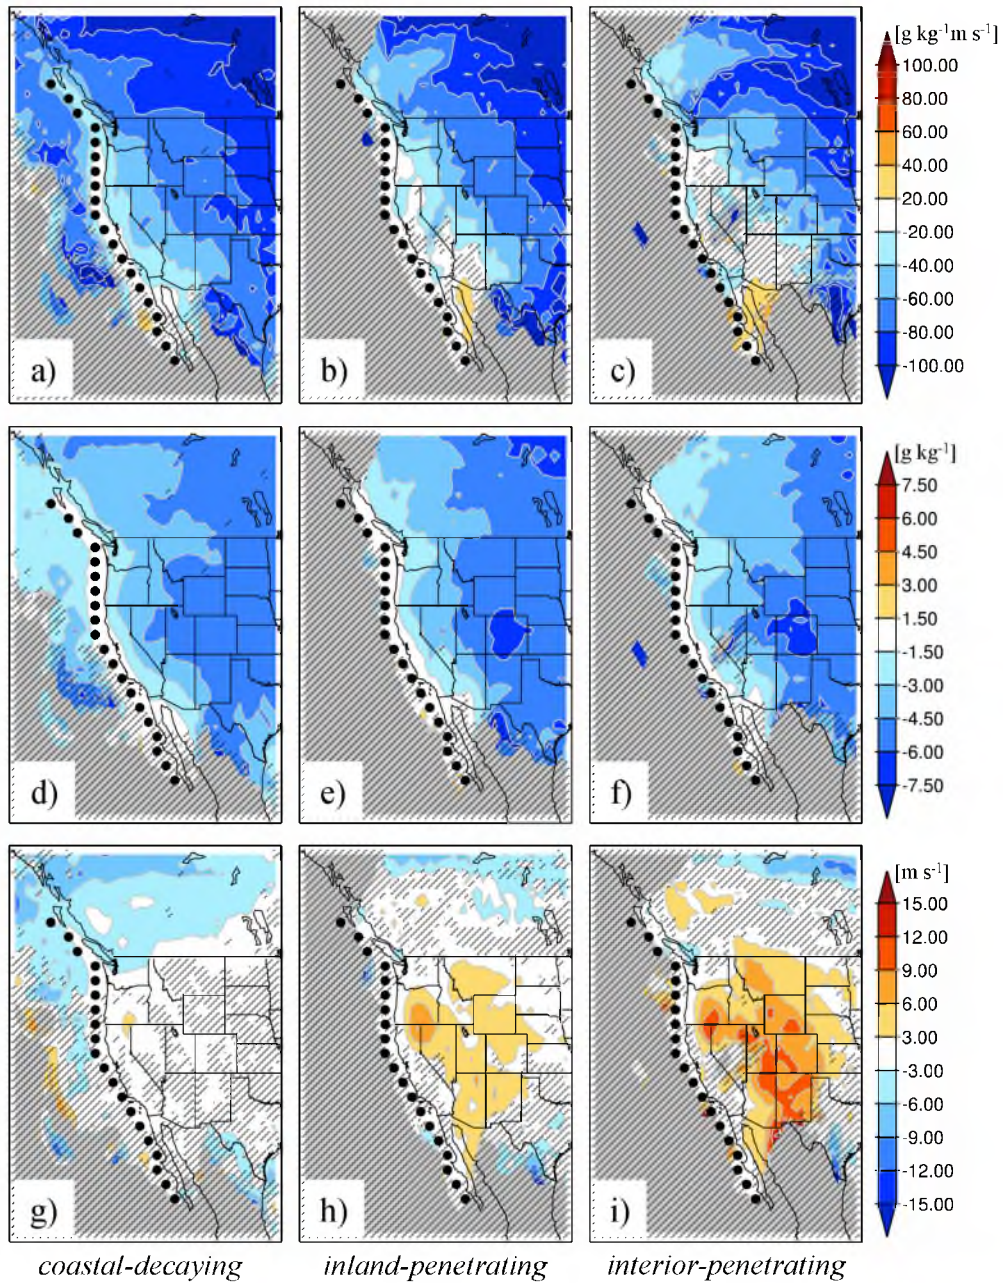 a)
b)
c)
[g kg⁻¹m s⁻¹]
100.00
80.00
60.00
40.00
20.00
-20.00
-40.00
-60.00
-80.00
-100.00
d)
e)
f)
[g kg⁻¹]
7.50
6.00
4.50
3.00
1.50
-1.50
-3.00
-4.50
-6.00
-7.50
g)
h)
i)
[m s⁻¹]
15.00
12.00
9.00
6.00
3.00
-3.00
-6.00
-9.00
-12.00
-15.00
coastal-decaying
inland-penetrating
interior-penetrating